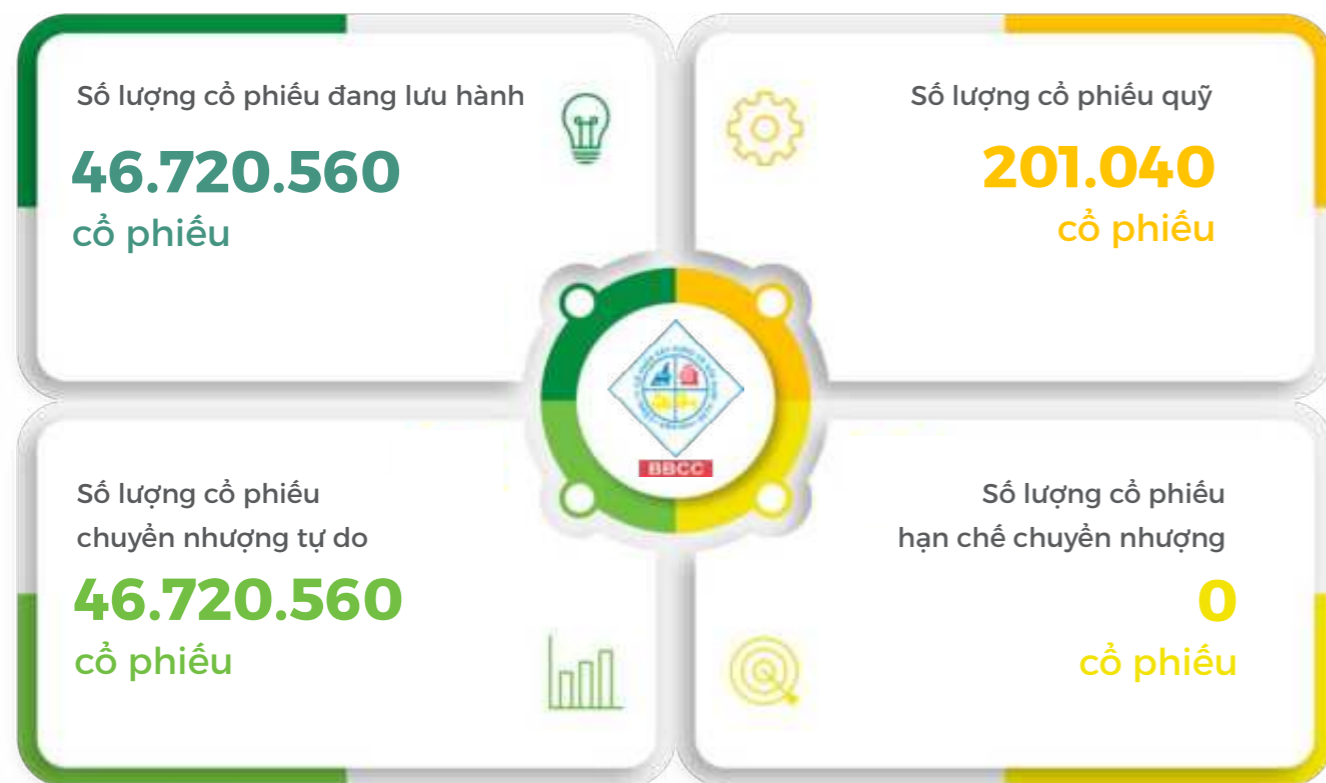 Số lượng cổ phiếu đang lưu hành
46.720.560
cổ phiếu
Số lượng cổ phiếu quỹ
201.040
cổ phiếu
BBCC
Số lượng cổ phiếu
chuyển nhượng tự do
46.720.560
cổ phiếu
Số lượng cổ phiếu
hạn chế chuyển nhượng
0
cổ phiếu